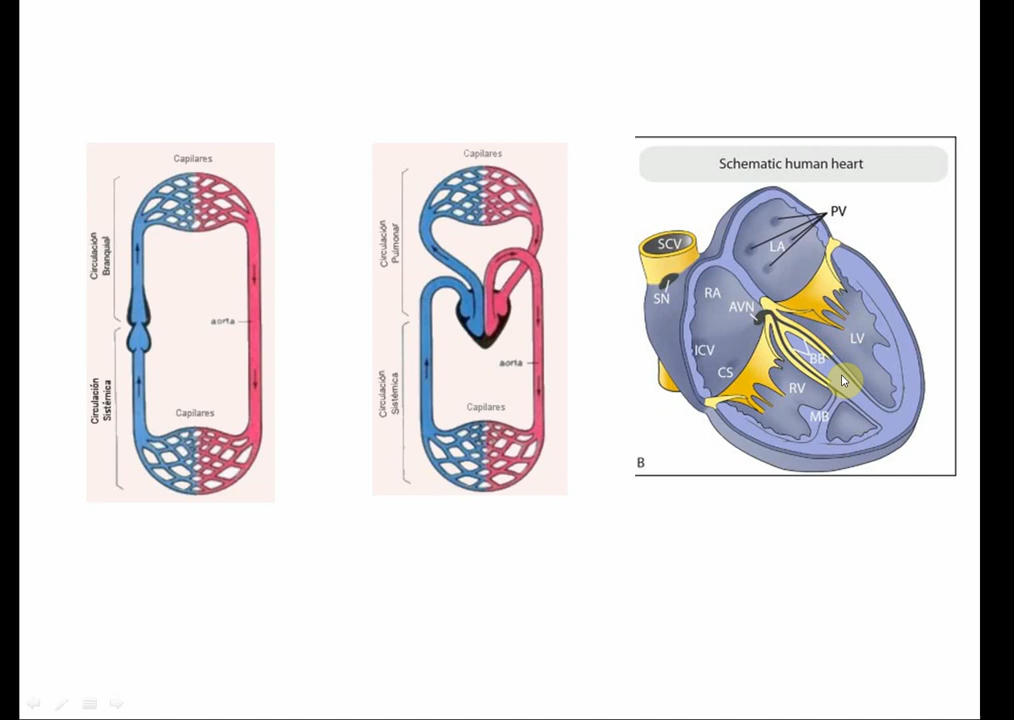 Capilares
Circulación
Branquial
aorta
Circulación
Sistémica
Capilares
Capilares
Circulación
Pulmonar
aorta
Circulación
Sistémica
Capilares
Schematic human heart
PV
SCV
LA
SN
RA
AVN
LV
ICV
BB
CS
RV
MB
B